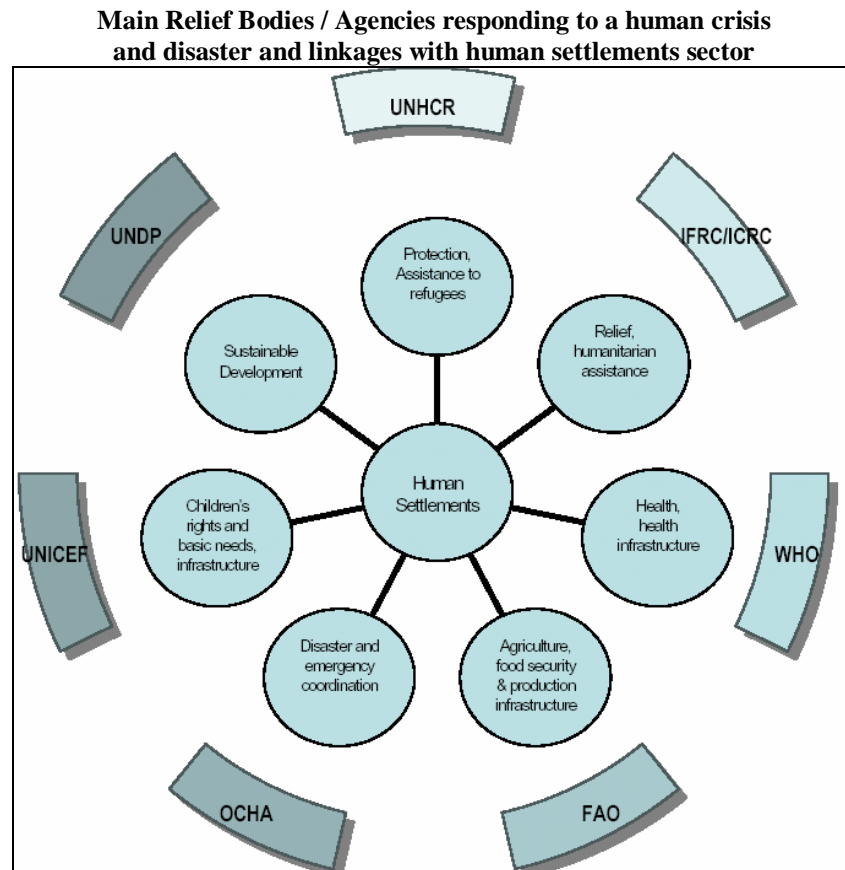 Main Relief Bodies / Agencies responding to a human crisis
and disaster and linkages with human settlements sector
UNHCR
UNDP
IFRC/ICRC
Protection,
Assistance to
refugees
Sustainable
Development
Relief,
humanitarian
assistance
Human
Settlements
Children's
rights and
basic needs,
infrastructure
Health,
health
infrastructure
UNICEF
WHO
Disaster and
emergency
coordination
Agriculture,
food security
& production
infrastructure
OCHA
FAO